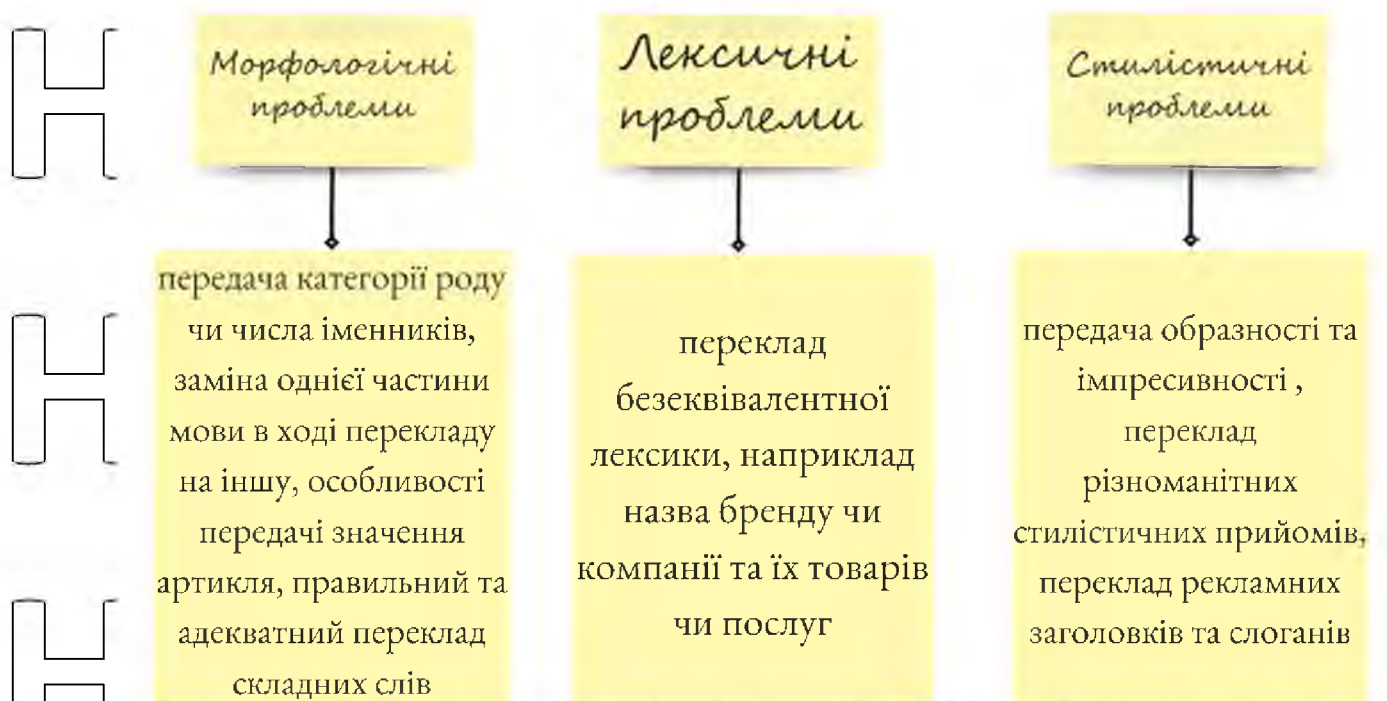 Морфологічні
проблеми
передача категорії роду
чи числа іменників,
заміна однієї частини
мови в ході перекладу
на іншу, особливості
передачі значення
артикля, правильний та
адекватний переклад
складних слів
Лексичні
проблеми
переклад
безеквівалентної
лексики, наприклад
назва бренду чи
компанії та їх товарів
чи послуг
Стилістичні
проблеми
передача образності та
імпресивності ,
переклад
різноманітних
стилістичних прийомів,
переклад рекламних
заголовків та слоганів